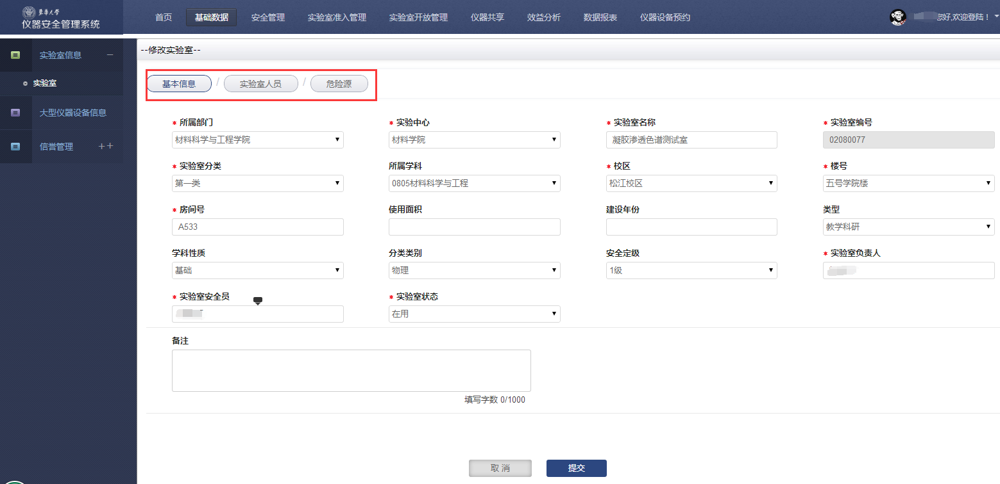 東華大学
仪器安全管理系统
首页 基础数据 安全管理 实验室准入管理 实验室开放管理 仪器共享 效益分析 数据报表 仪器设备预约
您好,欢迎登陆！
实验室信息
实验室
大型仪器设备信息
信誉管理 ++
--修改实验室--
基本信息 / 实验室人员 / 危险源
* 所属部门 * 实验中心 * 实验室名称 * 实验室编号
材料科学与工程学院 材料学院 凝胶渗透色谱测试室 02080077
* 实验室分类 所属学科 * 校区 * 楼号
第一类 0805材料科学与工程 松江校区 五号学院楼
* 房间号 使用面积 建设年份 类型
A533 教学科研
学科性质 分类类别 安全定级 * 实验室负责人
基础 物理 1级
* 实验室安全员 * 实验室状态
在用
备注
填写字数 0/1000
取 消 提交